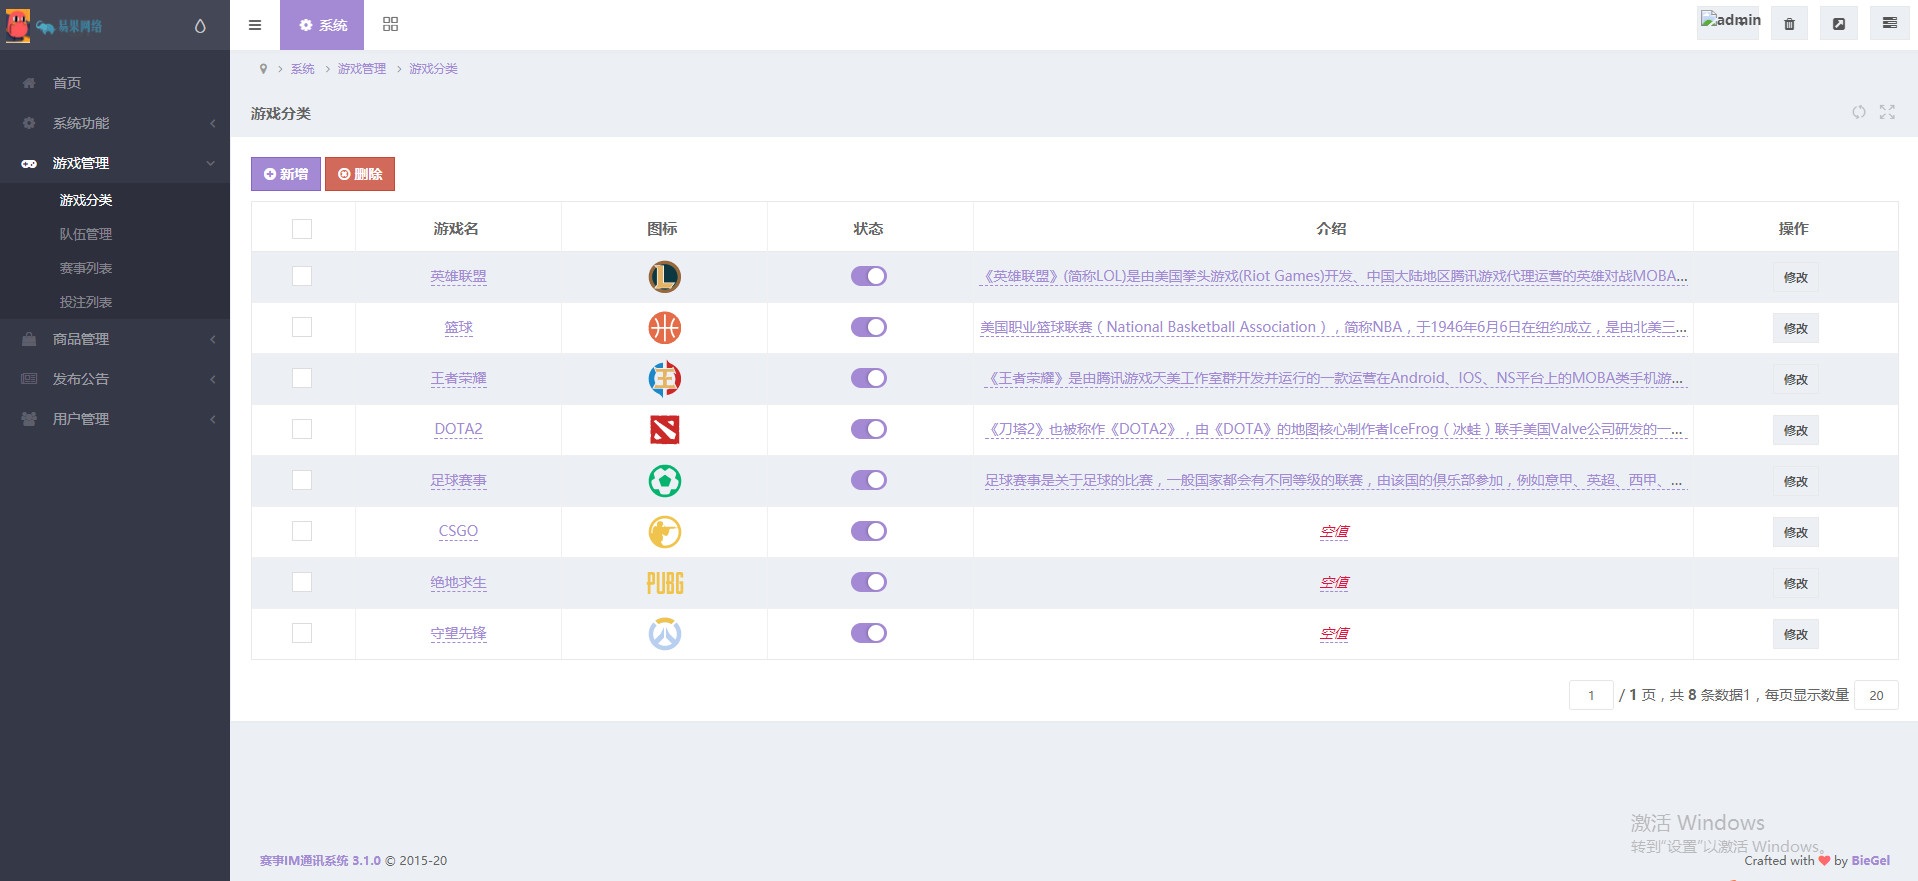 易果网络
系统
admin
首页
系统功能
游戏管理
游戏分类
队伍管理
赛事列表
投注列表
商品管理
发布公告
用户管理
系统 > 游戏管理 > 游戏分类
游戏分类
新增 删除
游戏名 图标 状态 介绍 操作
英雄联盟 《英雄联盟》(简称LOL)是由美国拳头游戏(Riot Games)开发、中国大陆地区腾讯游戏代理运营的英雄对战MOBA... 修改
篮球 美国职业篮球联赛（National Basketball Association），简称NBA，于1946年6月6日在纽约成立，是由北美三... 修改
王者荣耀 《王者荣耀》是由腾讯游戏天美工作室群开发并运行的一款运营在Android、IOS、NS平台上的MOBA类手机游... 修改
DOTA2 《刀塔2》也被称作《DOTA2》，由《DOTA》的地图核心制作者IceFrog（冰蛙）联手美国Valve公司研发的一... 修改
足球赛事 足球赛事是关于足球的比赛，一般国家都会有不同等级的联赛，由该国的俱乐部参加，例如意甲、英超、西甲、... 修改
CSGO 空值 修改
绝地求生 PUBG 空值 修改
守望先锋 空值 修改
1 / 1 页，共 8 条数据1，每页显示数量 20
激活 Windows
转到“设置”以激活 Windows。
赛事IM通讯系统 3.1.0 © 2015-20
Crafted with ❤ by BieGel